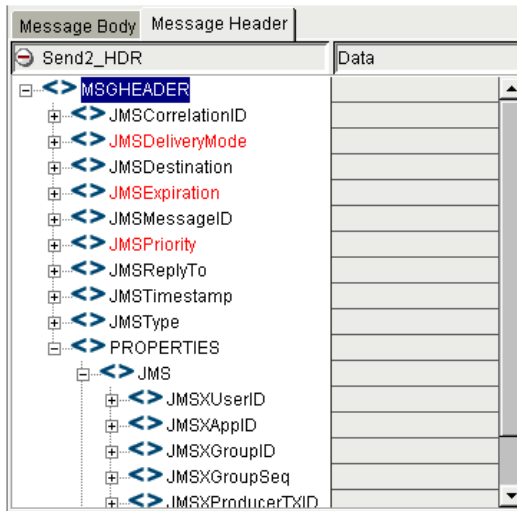 Message Body Message Header
Send2_HDR Data
MSGHEADER
JMSCorrelationID
JMSDeliveryMode
JMSDestination
JMSExpiration
JMSMessageID
JMSPriority
JMSReplyTo
JMSTimestamp
JMSType
PROPERTIES
JMS
JMSXUserID
JMSXAppID
JMSXGroupID
JMSXGroupSeq
JMSXProducerTXID